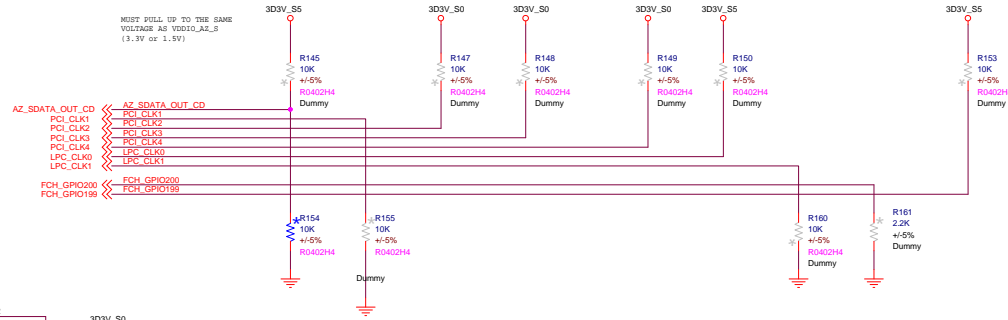 MUST PULL UP TO THE SAME
VOLTAGE AS VDDIO_AZ_S
(3.3V or 1.5V)
3D3V_S5
3D3V_S0
3D3V_S0
3D3V_S5
3D3V_S5
R145
10K
+/-5%
R0402H4
Dummy
R147
10K
+/-5%
R0402H4
Dummy
R148
10K
+/-5%
R0402H4
Dummy
R149
10K
+/-5%
R0402H4
Dummy
R150
10K
+/-5%
R0402H4
Dummy
R153
10K
+/-5%
R0402H
Dummy
AZ_SDATA_OUT_CD
AZ_SDATA_OUT_CD
PCI_CLK1
PCI_CLK1
PCI_CLK2
PCI_CLK2
PCI_CLK3
PCI_CLK3
PCI_CLK4
PCI_CLK4
LPC_CLK0
LPC_CLK0
LPC_CLK1
LPC_CLK1
FCH_GPIO200
FCH_GPIO200
FCH_GPIO199
FCH_GPIO199
R154
10K
+/-5%
R0402H4
R155
10K
+/-5%
R0402H4
Dummy
R160
10K
+/-5%
R0402H4
Dummy
R161
2.2K
+/-5%
Dummy
3D3V_S0